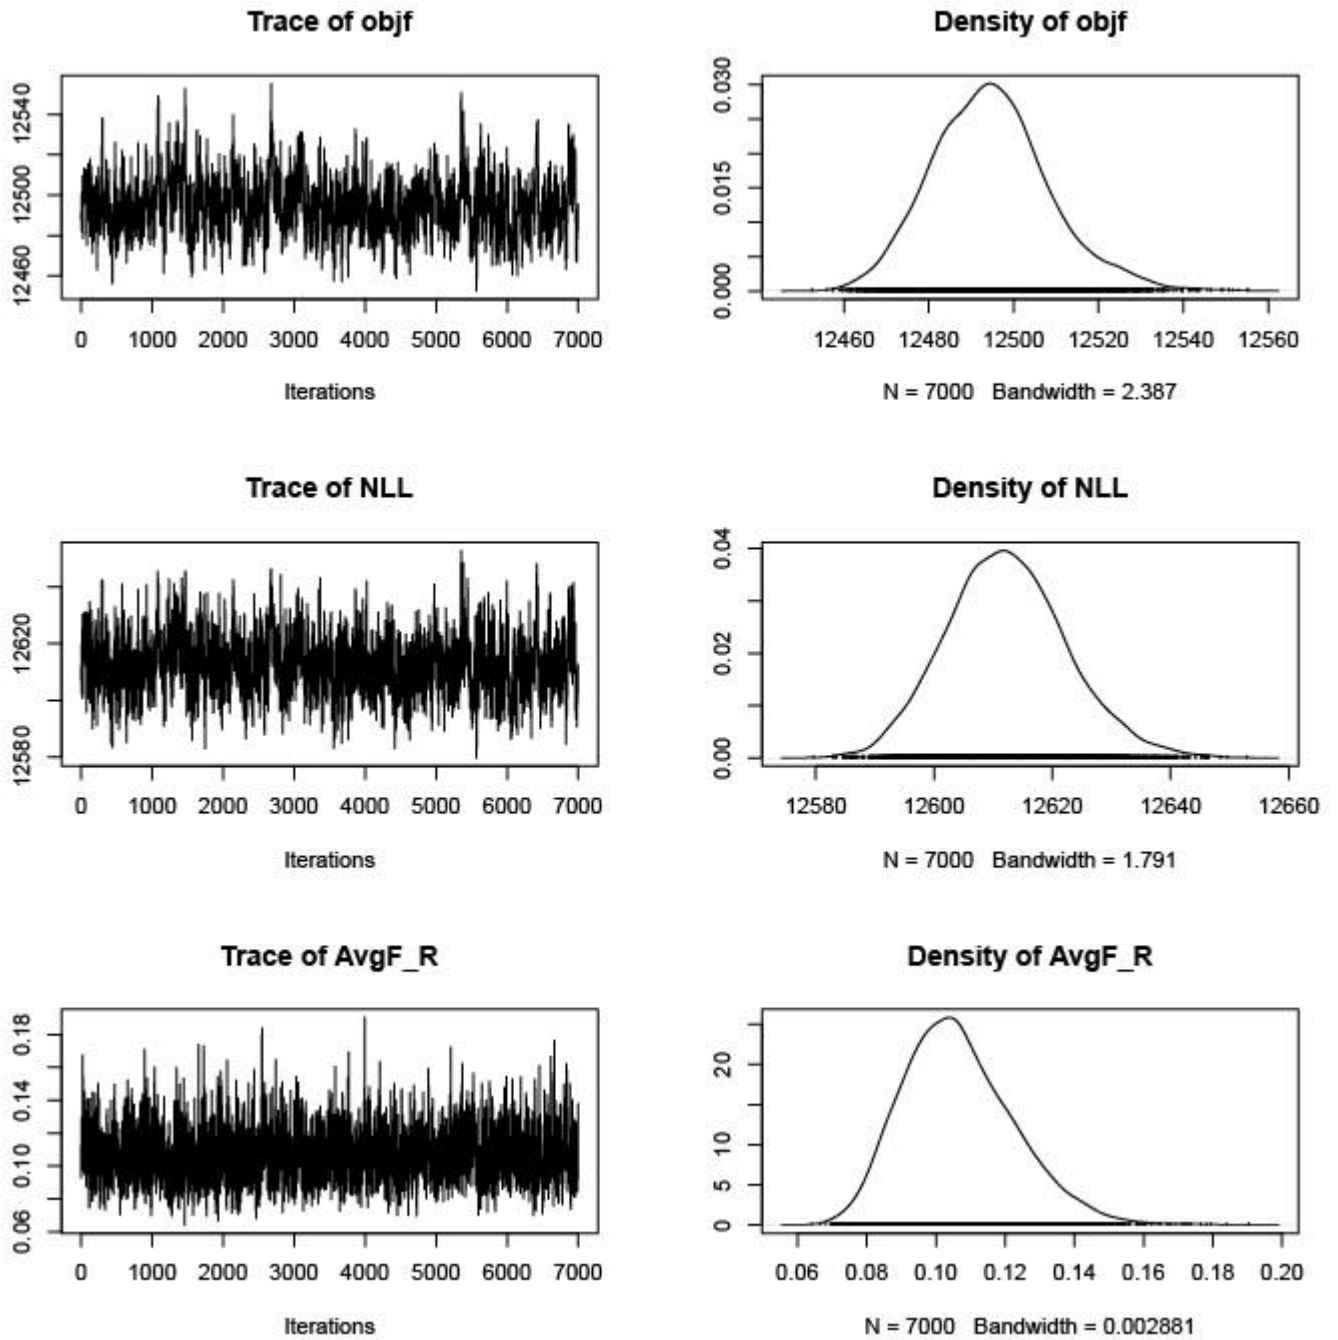 Trace of objf
12460 12500 12540
0 1000 2000 3000 4000 5000 6000 7000
Iterations
Density of objf
0.000 0.015 0.030
12460 12480 12500 12520 12540 12560
N = 7000 Bandwidth = 2.387
Trace of NLL
12580 12620
0 1000 2000 3000 4000 5000 6000 7000
Iterations
Density of NLL
0.00 0.02 0.04
12580 12600 12620 12640 12660
N = 7000 Bandwidth = 1.791
Trace of AvgF_R
0.06 0.10 0.14 0.18
0 1000 2000 3000 4000 5000 6000 7000
Iterations
Density of AvgF_R
0 5 10 20
0.06 0.08 0.10 0.12 0.14 0.16 0.18 0.20
N = 7000 Bandwidth = 0.002881